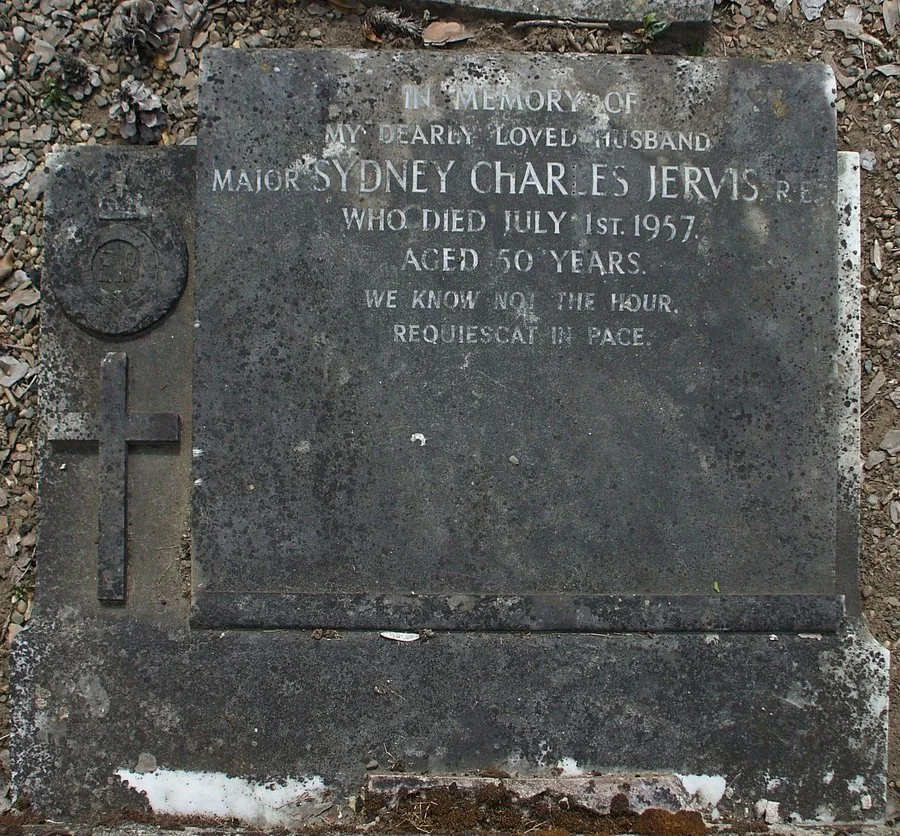 IN MEMORY OF
MY DEARLY LOVED HUSBAND
MAJOR SYDNEY CHARLES JERVIS R.E.
WHO DIED JULY 1ST. 1957.
AGED 50 YEARS.
WE KNOW NOT THE HOUR.
REQUIESCAT IN PACE.